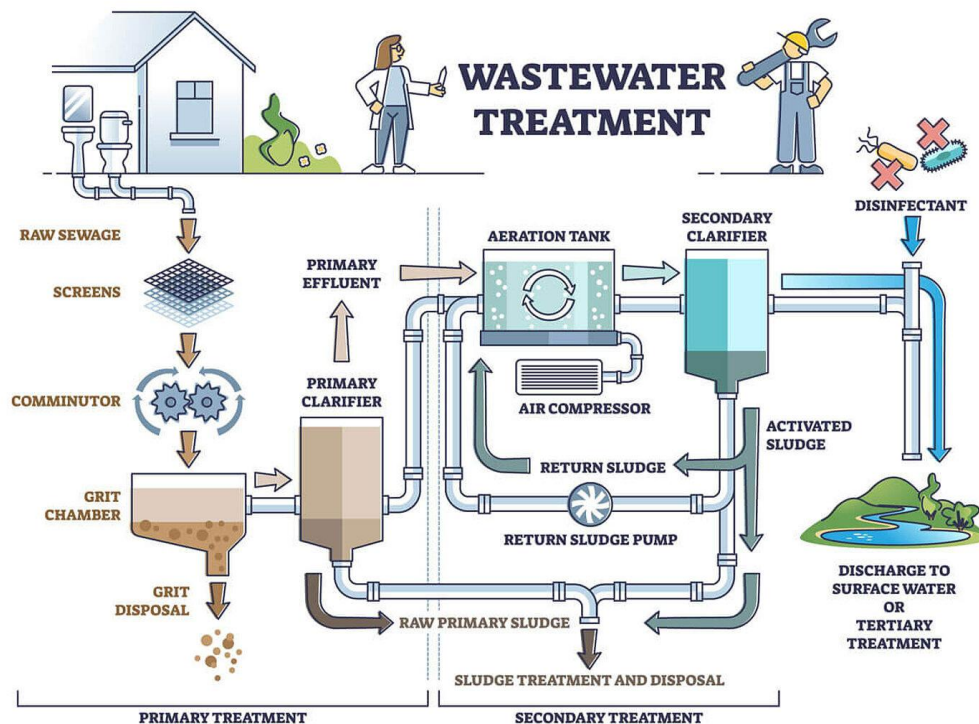 WASTEWATER
TREATMENT
RAW SEWAGE
SCREENS
COMMINUTOR
GRIT
CHAMBER
GRIT
DISPOSAL
PRIMARY
EFFLUENT
PRIMARY
CLARIFIER
RAW PRIMARY SLUDGE
AERATION TANK
SECONDARY
CLARIFIER
AIR COMPRESSOR
RETURN SLUDGE
RETURN SLUDGE PUMP
ACTIVATED
SLUDGE
SLUDGE TREATMENT AND DISPOSAL
DISINFECTANT
DISCHARGE TO
SURFACE WATER
OR
TERTIARY
TREATMENT
PRIMARY TREATMENT
SECONDARY TREATMENT